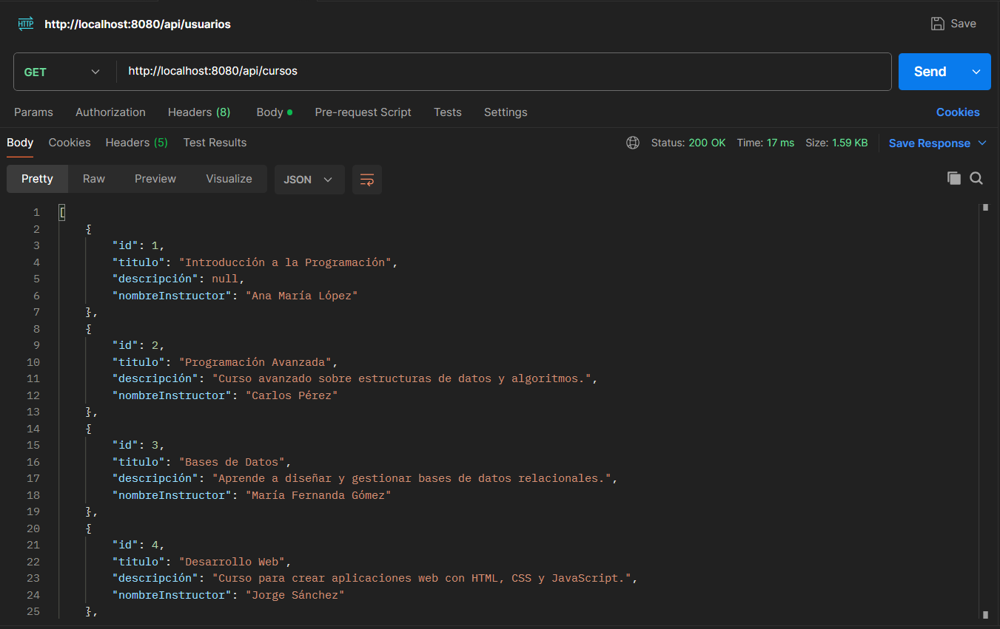 HTTP http://localhost:8080/api/usuarios Save
GET http://localhost:8080/api/cursos Send
Params Authorization Headers (8) Body Pre-request Script Tests Settings Cookies
Body Cookies Headers (5) Test Results Status: 200 OK Time: 17 ms Size: 1.59 KB Save Response
Pretty Raw Preview Visualize JSON
1 [
2 {
3 "id": 1,
4 "titulo": "Introducción a la Programación",
5 "descripción": null,
6 "nombreInstructor": "Ana María López"
7 },
8 {
9 "id": 2,
10 "titulo": "Programación Avanzada",
11 "descripción": "Curso avanzado sobre estructuras de datos y algoritmos.",
12 "nombreInstructor": "Carlos Pérez"
13 },
14 {
15 "id": 3,
16 "titulo": "Bases de Datos",
17 "descripción": "Aprende a diseñar y gestionar bases de datos relacionales.",
18 "nombreInstructor": "María Fernanda Gómez"
19 },
20 {
21 "id": 4,
22 "titulo": "Desarrollo Web",
23 "descripción": "Curso para crear aplicaciones web con HTML, CSS y JavaScript.",
24 "nombreInstructor": "Jorge Sánchez"
25 },